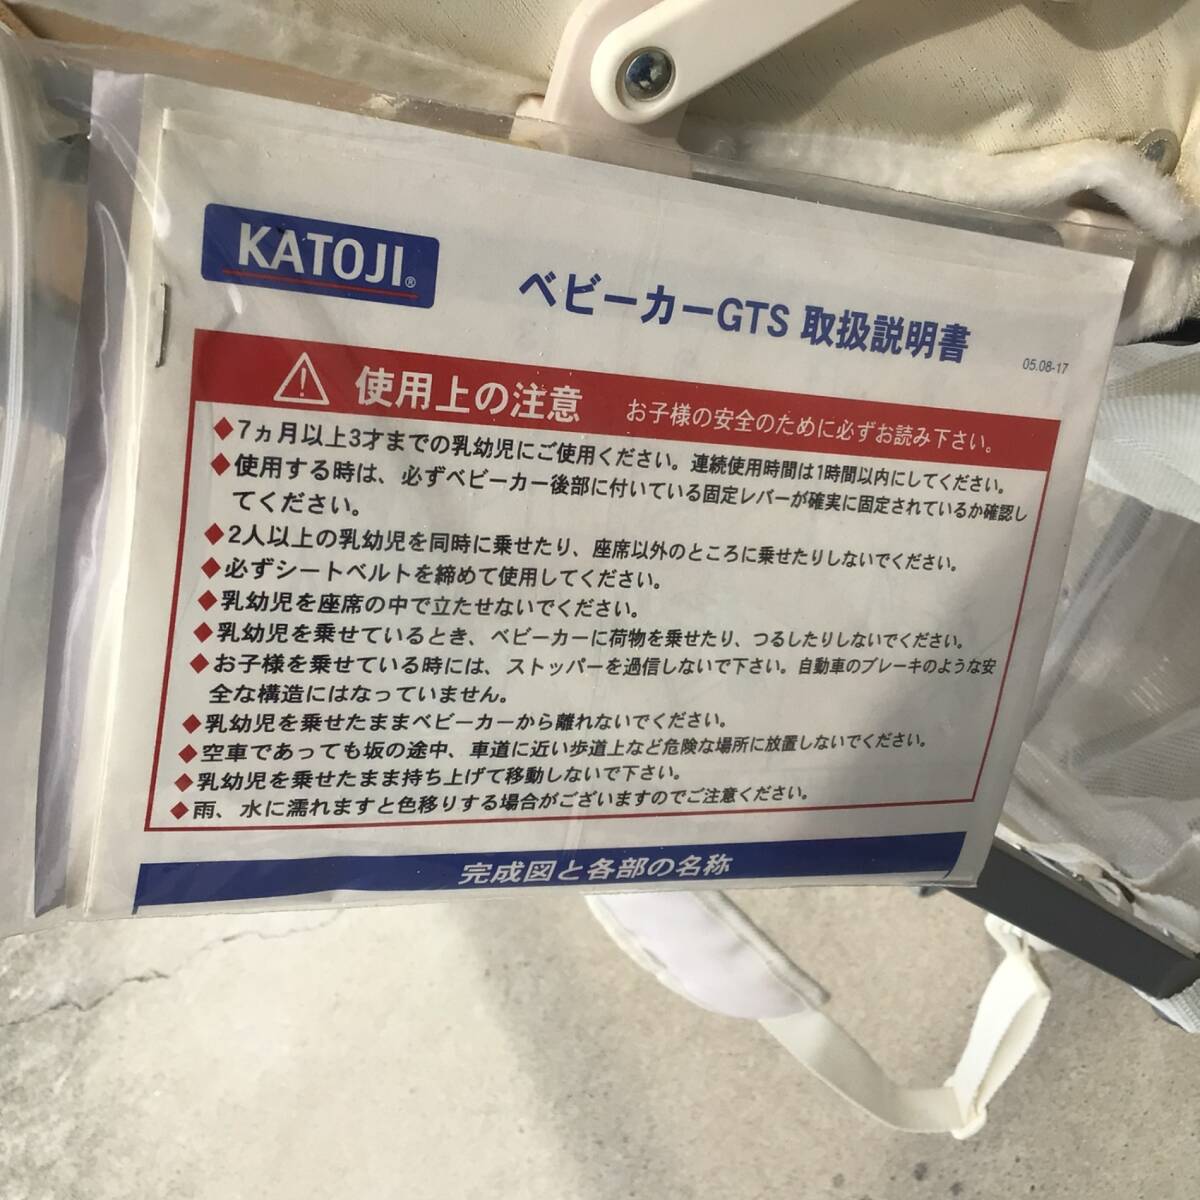 KATOJI®
ベビーカーGTS 取扱説明書
05.08-17
使用上の注意 お子様の安全のために必ずお読み下さい。
◆7ヵ月以上3才までの乳幼児にご使用ください。連続使用時間は1時間以内にしてください。
◆使用する時は、必ずベビーカー後部に付いている固定レバーが確実に固定されているか確認し
てください。
◆2人以上の乳幼児を同時に乗せたり、座席以外のところに乗せたりしないでください。
◆必ずシートベルトを締めて使用してください。
◆乳幼児を座席の中で立たせないでください。
◆乳幼児を乗せているとき、ベビーカーに荷物を乗せたり、つるしたりしないでください。
◆お子様を乗せている時には、ストッパーを過信しないで下さい。自動車のブレーキのような安
全な構造にはなっていません。
◆乳幼児を乗せたままベビーカーから離れないでください。
◆空車であっても坂の途中、車道に近い歩道上など危険な場所に放置しないでください。
◆乳幼児を乗せたまま持ち上げて移動しないで下さい。
◆雨、水に濡れますと色移りする場合がございますのでご注意ください。
完成図と各部の名称